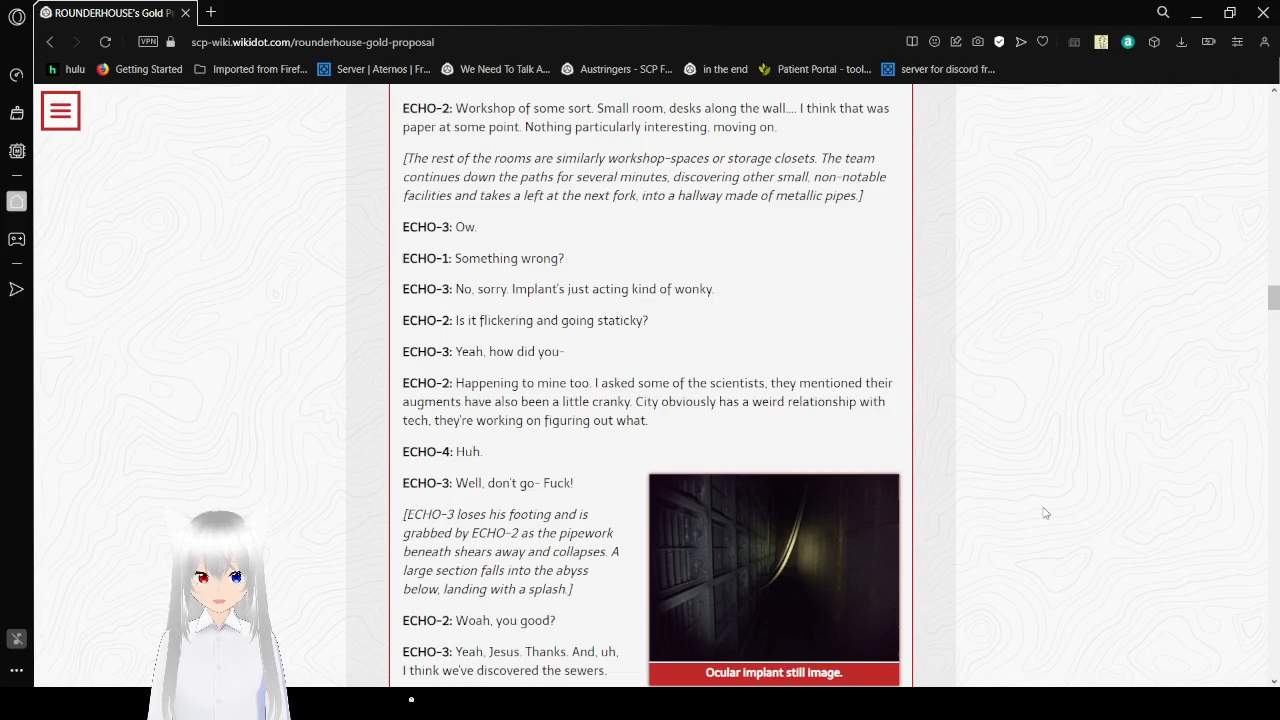 ROUNDERHOUSE's Gold P
VPN
scp-wiki.wikidot.com/rounderhouse-gold-proposal
hulu
Getting Started
Imported from Firef...
Server | Aternos | Fr...
We Need To Talk A...
Austringers - SCP F...
in the end
Patient Portal - tool...
server for discord fr...
ECHO-2: Workshop of some sort. Small room, desks along the wall.... I think that was
paper at some point. Nothing particularly interesting, moving on.
[The rest of the rooms are similarly workshop-spaces or storage closets. The team
continues down the paths for several minutes, discovering other small, non-notable
facilities and takes a left at the next fork, into a hallway made of metallic pipes.]
ECHO-3: Ow.
ECHO-1: Something wrong?
ECHO-3: No, sorry. Implant's just acting kind of wonky.
ECHO-2: Is it flickering and going staticky?
ECHO-3: Yeah, how did you–
ECHO-2: Happening to mine too. I asked some of the scientists, they mentioned their
augments have also been a little cranky. City obviously has a weird relationship with
tech, they're working on figuring out what.
ECHO-4: Huh.
ECHO-3: Well, don't go– Fuck!
[ECHO-3 loses his footing and is
grabbed by ECHO-2 as the pipework
beneath shears away and collapses. A
large section falls into the abyss
below, landing with a splash.]
ECHO-2: Woah, you good?
ECHO-3: Yeah, Jesus. Thanks. And, uh,
I think we've discovered the sewers.
Ocular implant still image.